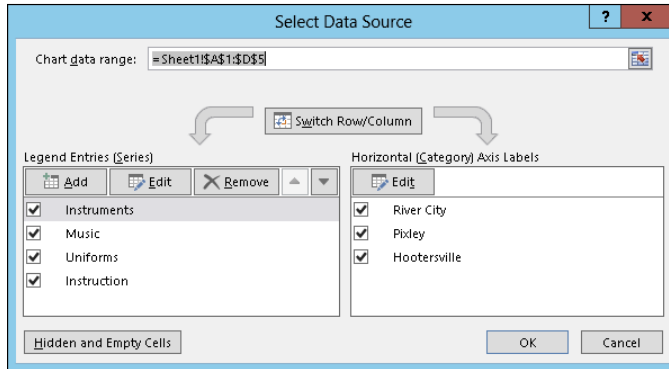 Select Data Source
? x
Chart data range: =Sheet1!$A$1:$D$5
Switch Row/Column
Legend Entries (Series)
Horizontal (Category) Axis Labels
Add Edit Remove
Edit
Instruments
Music
Uniforms
Instruction
River City
Pixley
Hootersville
Hidden and Empty Cells
OK Cancel